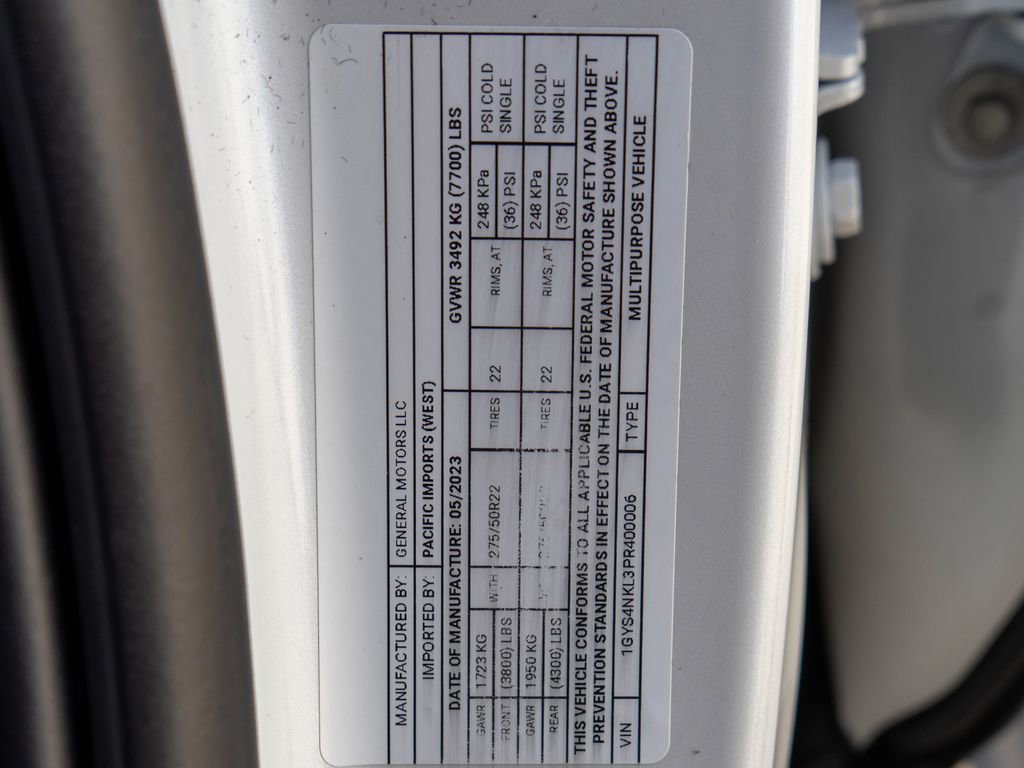 MANUFACTURED BY: GENERAL MOTORS LLC
IMPORTED BY: PACIFIC IMPORTS (WEST)
DATE OF MANUFACTURE: 05/2023 GVWR 3492 KG (7700) LBS
GAWR 1723 KG WITH 275/50R22 TIRES 22 RIMS, AT 248 KPa PSI COLD
FRONT (3800) LBS (36) PSI SINGLE
GAWR 1950 KG TIRES 22 RIMS, AT 248 KPa PSI COLD
REAR (4300) LBS (36) PSI SINGLE
THIS VEHICLE CONFORMS TO ALL APPLICABLE U.S. FEDERAL MOTOR SAFETY AND THEFT
PREVENTION STANDARDS IN EFFECT ON THE DATE OF MANUFACTURE SHOWN ABOVE.
VIN 1GYS4NKL3PR400006 TYPE MULTIPURPOSE VEHICLE